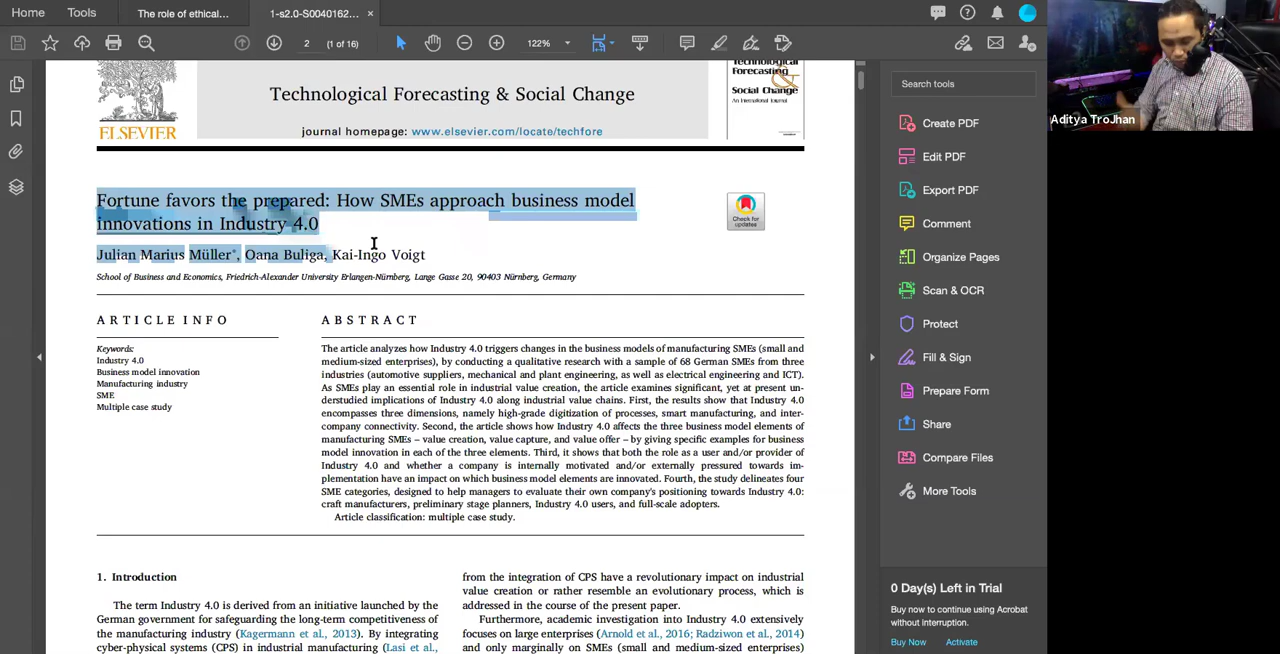 Home
Tools
The role of ethical...
1-s2.0-S0040162... ×
2
(1 of 16)
122%
ELSEVIER
Technological Forecasting & Social Change
journal homepage: www.elsevier.com/locate/techfore
Technological
Forecasting
&
Social Change
An International Journal
Fortune favors the prepared: How SMEs approach business model
innovations in Industry 4.0
Check for
updates
Julian Marius Müller*, Oana Buliga, Kai-Ingo Voigt
School of Business and Economics, Friedrich-Alexander University Erlangen-Nürnberg, Lange Gasse 20, 90403 Nürnberg, Germany
ARTICLE INFO
Keywords:
Industry 4.0
Business model innovation
Manufacturing industry
SME
Multiple case study
ABSTRACT
The article analyzes how Industry 4.0 triggers changes in the business models of manufacturing SMEs (small and
medium-sized enterprises), by conducting a qualitative research with a sample of 68 German SMEs from three
industries (automotive suppliers, mechanical and plant engineering, as well as electrical engineering and ICT).
As SMEs play an essential role in industrial value creation, the article examines significant, yet at present un-
derstudied implications of Industry 4.0 along industrial value chains. First, the results show that Industry 4.0
encompasses three dimensions, namely high-grade digitization of processes, smart manufacturing, and inter-
company connectivity. Second, the article shows how Industry 4.0 affects the three business model elements of
manufacturing SMEs – value creation, value capture, and value offer – by giving specific examples for business
model innovation in each of the three elements. Third, it shows that both the role as a user and/or provider of
Industry 4.0 and whether a company is internally motivated and/or externally pressured towards im-
plementation have an impact on which business model elements are innovated. Fourth, the study delineates four
SME categories, designed to help managers to evaluate their own company's positioning towards Industry 4.0:
craft manufacturers, preliminary stage planners, Industry 4.0 users, and full-scale adopters.
Article classification: multiple case study.
1. Introduction
The term Industry 4.0 is derived from an initiative launched by the
German government for safeguarding the long-term competitiveness of
the manufacturing industry (Kagermann et al., 2013). By integrating
cyber-physical systems (CPS) in industrial manufacturing (Lasi et al.,
from the integration of CPS have a revolutionary impact on industrial
value creation or rather resemble an evolutionary process, which is
addressed in the course of the present paper.
Furthermore, academic investigation into Industry 4.0 extensively
focuses on large enterprises (Arnold et al., 2016; Radziwon et al., 2014)
and only marginally on SMEs (small and medium-sized enterprises)
Search tools
Create PDF
Edit PDF
Export PDF
Comment
Organize Pages
Scan & OCR
Protect
Fill & Sign
Prepare Form
Share
Compare Files
More Tools
0 Day(s) Left in Trial
Buy now to continue using Acrobat
without interruption.
Buy Now
Activate
Aditya TroJhan